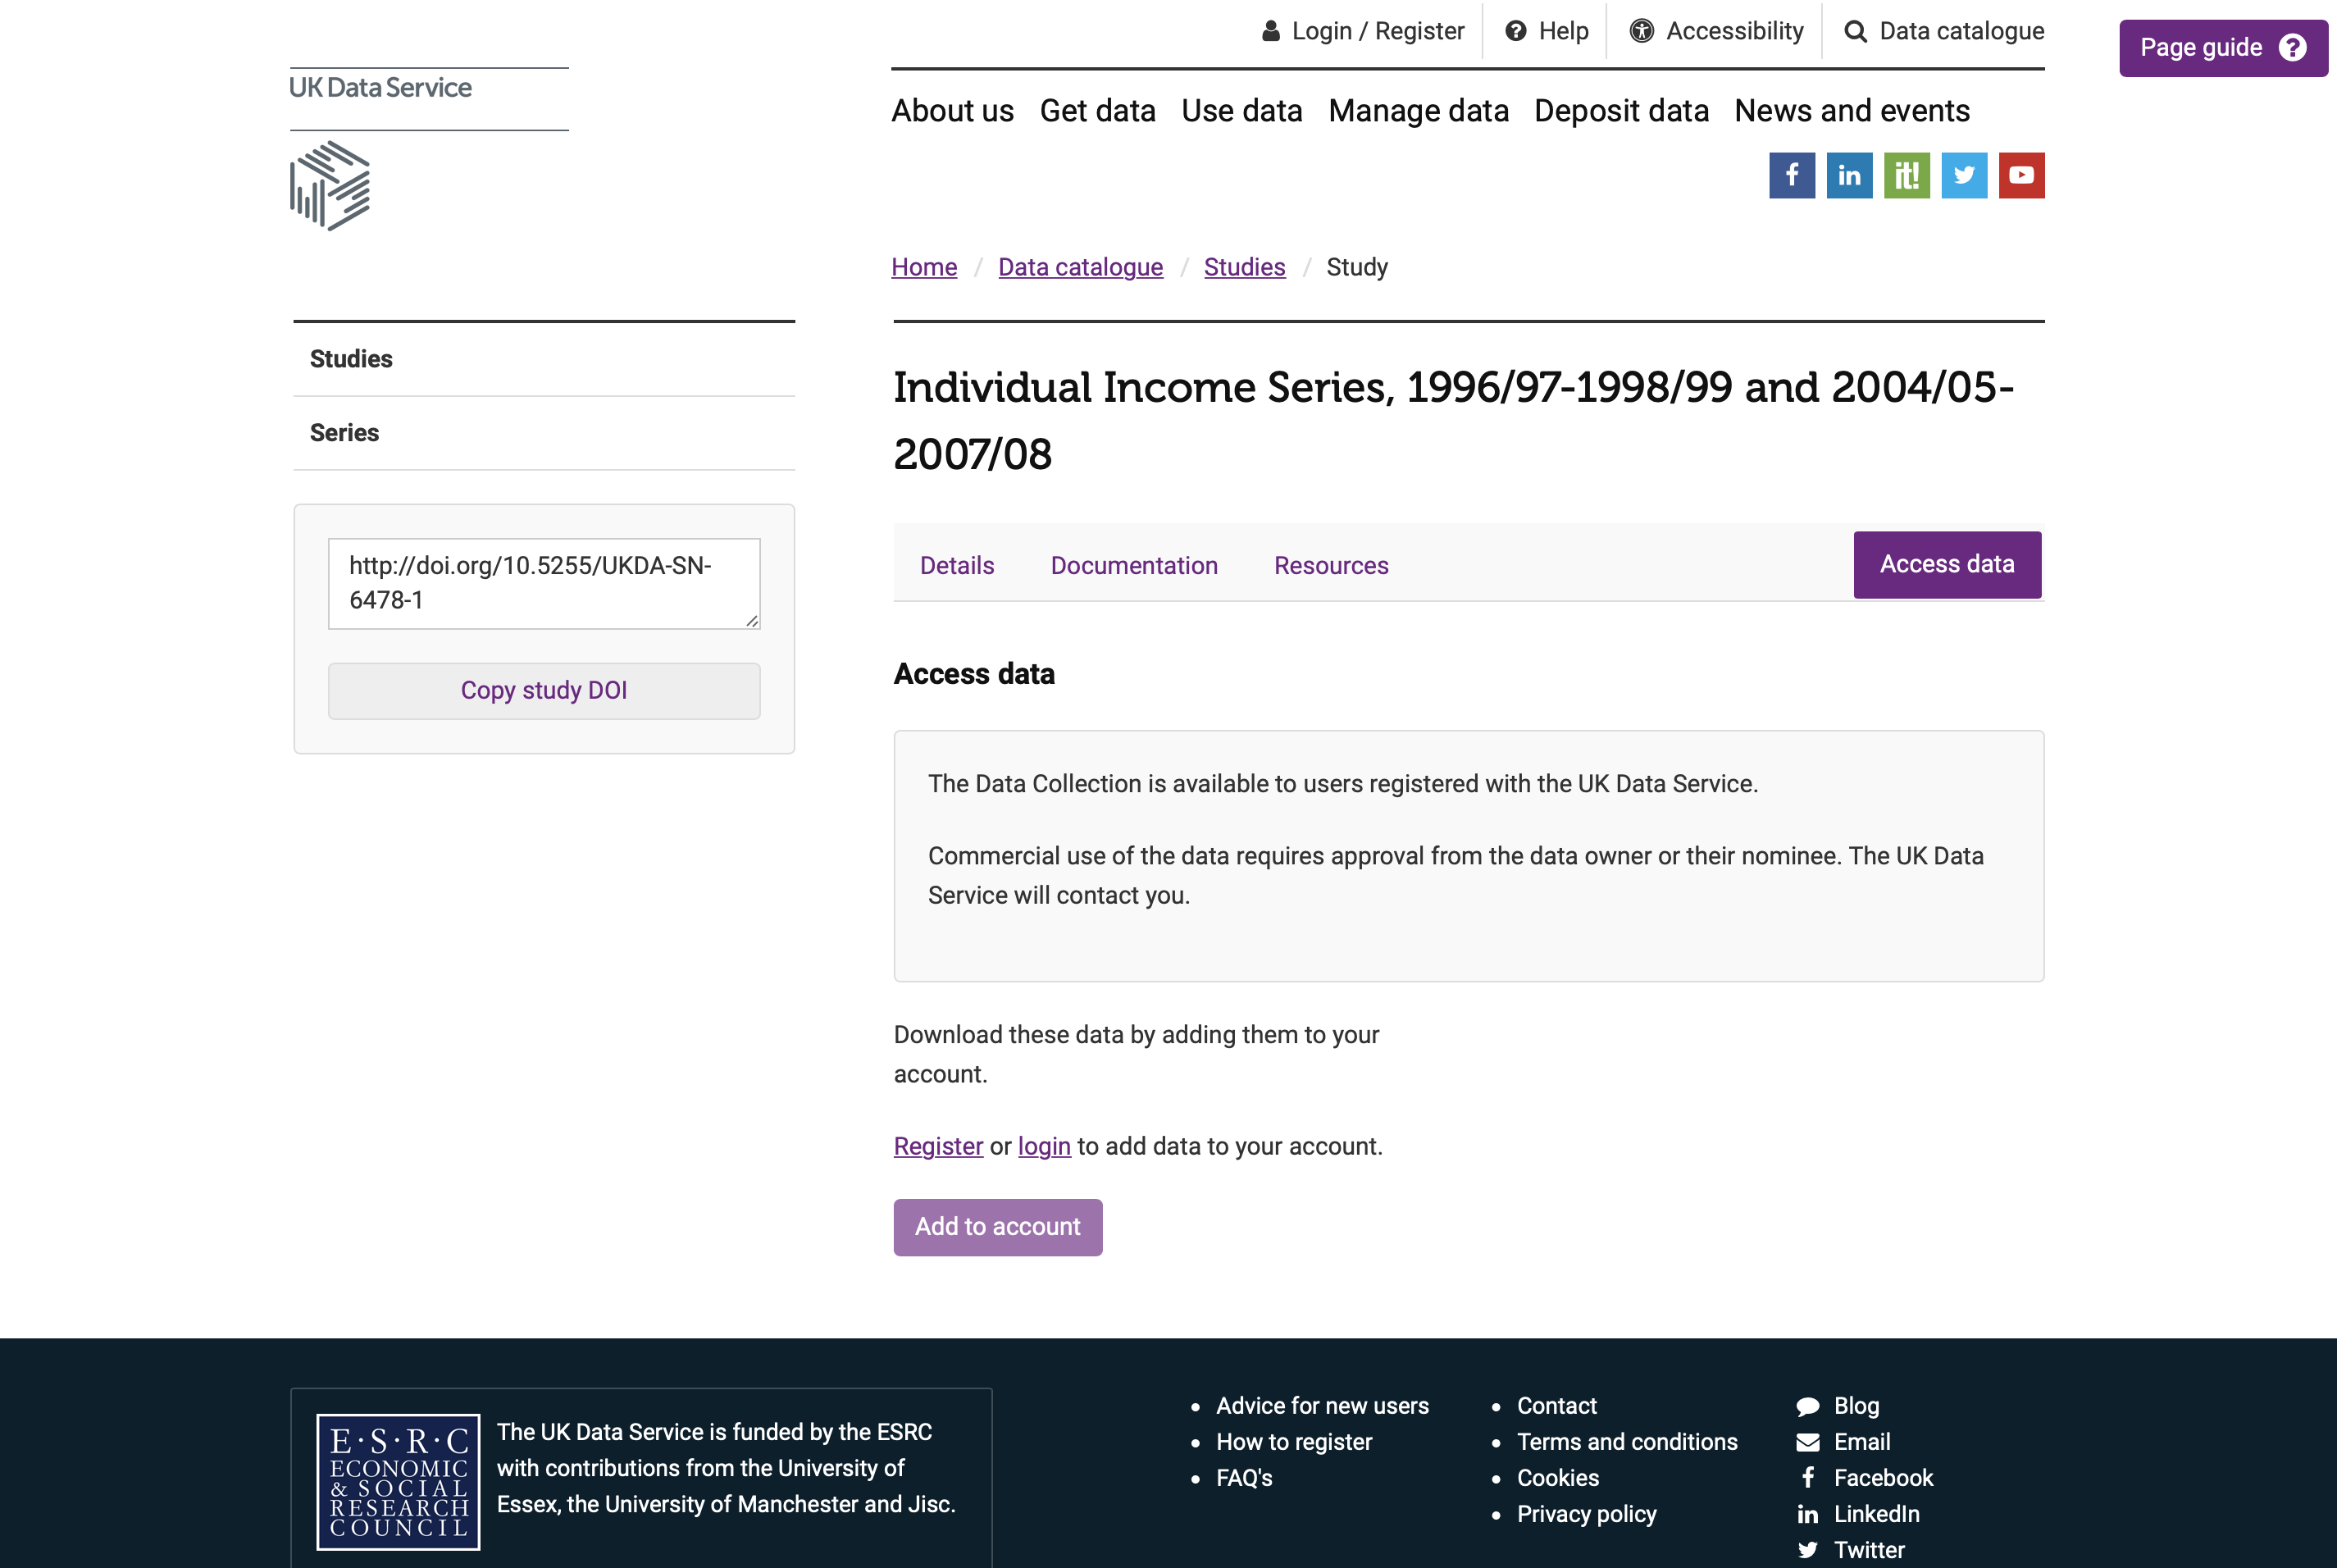 Login / Register
Help
Accessibility
Data catalogue
Page guide
UK Data Service
About us
Get data
Use data
Manage data
Deposit data
News and events
it!
Home / Data catalogue / Studies / Study
Studies
Series
http://doi.org/10.5255/UKDA-SN-
6478-1
Copy study DOI
Individual Income Series, 1996/97-1998/99 and 2004/05-
2007/08
Details
Documentation
Resources
Access data
Access data
The Data Collection is available to users registered with the UK Data Service.
Commercial use of the data requires approval from the data owner or their nominee. The UK Data
Service will contact you.
Download these data by adding them to your
account.
Register or login to add data to your account.
Add to account
E·S·R·C
ECONOMIC
& SOCIAL
RESEARCH
COUNCIL
The UK Data Service is funded by the ESRC
with contributions from the University of
Essex, the University of Manchester and Jisc.
Advice for new users
How to register
FAQ's
Contact
Terms and conditions
Cookies
Privacy policy
Blog
Email
Facebook
LinkedIn
Twitter